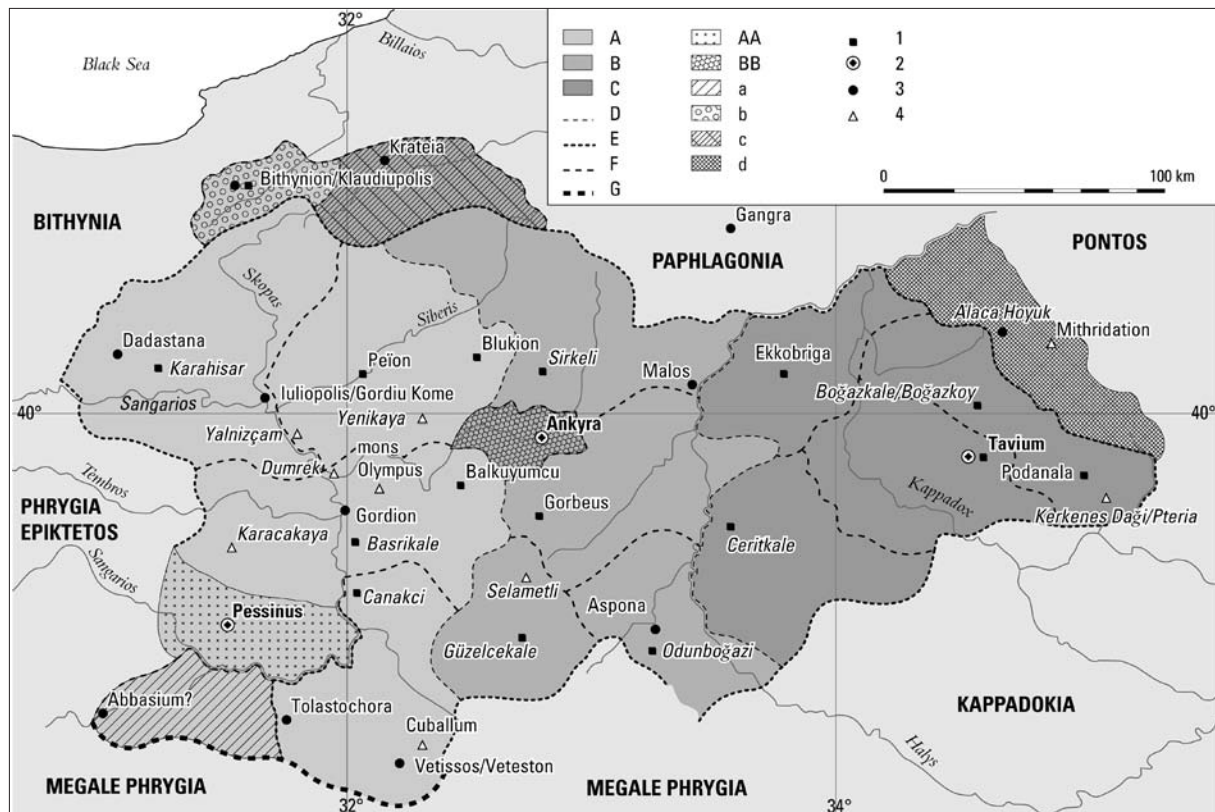 32°
Black Sea
Billaios
A
B
C
D
E
F
G
AA
BB
a
b
c
d
1
2
3
4
0
100 km
Krateia
Bithynion/Klaudiupolis
BITHYNIA
Gangra
PAPHLAGONIA
PONTOS
Skopas
Siberis
Alaca Hoyuk
Mithridation
Dadastana
Karahisar
Peïon
Blukion
Sirkeli
Malos
Ekkobriga
Boğazkale/Boğazkoy
Sangarios
Iuliopolis/Gordiu Kome
40°
Yenikaya
Ankyra
40°
Yalnizçam
mons
Olympus
Dumrek
Balkuyumcu
Tavium
Podanala
Tembros
PHRYGIA
EPIKTETOS
Gordion
Gorbeus
Kappadox
Kerkenes Daği/Pteria
Karacakaya
Basrikale
Ceritkale
Sangarios
Canakci
Selametli
Pessinus
Aspona
Güzelcekale
Odunboğazi
Abbasium?
Tolastochora
KAPPADOKIA
Cuballum
Vetissos/Veteston
Halys
MEGALE PHRYGIA
32°
MEGALE PHRYGIA
34°